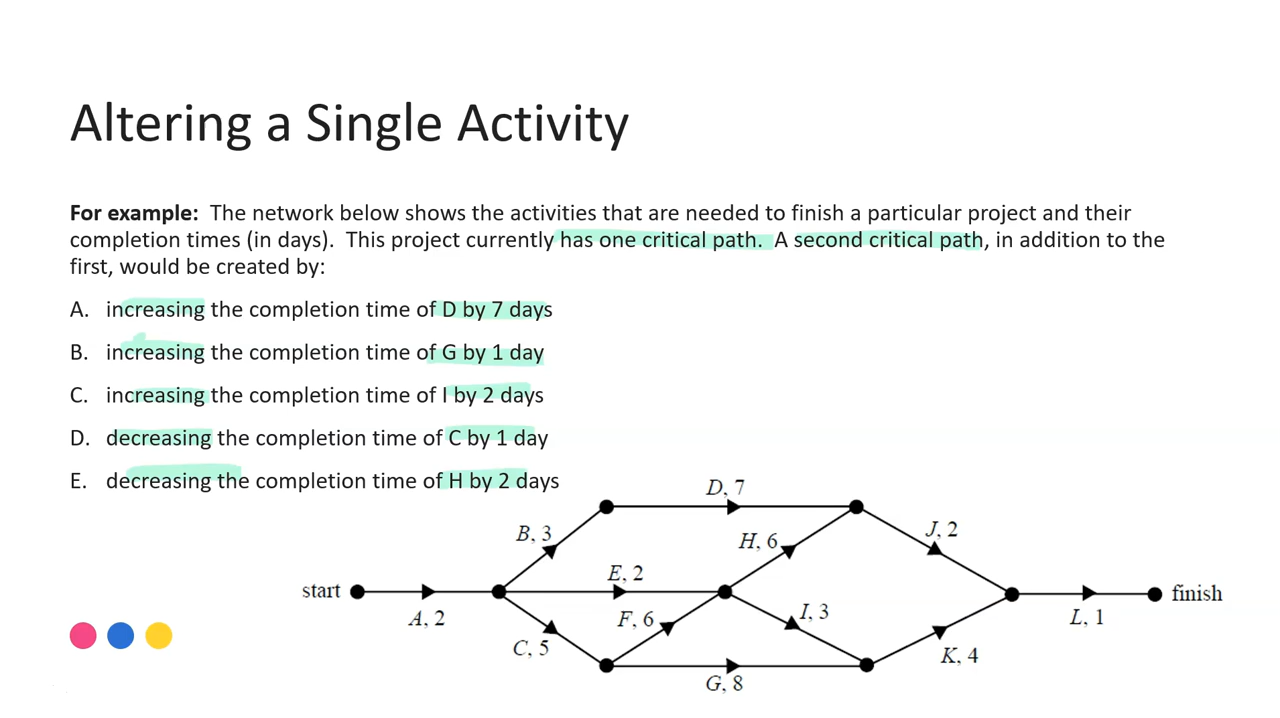 Altering a Single Activity
For example: The network below shows the activities that are needed to finish a particular project and their
completion times (in days). This project currently has one critical path. A second critical path, in addition to the
first, would be created by:
A. increasing the completion time of D by 7 days
B. increasing the completion time of G by 1 day
C. increasing the completion time of I by 2 days
D. decreasing the completion time of C by 1 day
E. decreasing the completion time of H by 2 days
D, 7
B, 3
H, 6
J, 2
E, 2
start
finish
A, 2
F, 6
I, 3
L, 1
C, 5
K, 4
G, 8